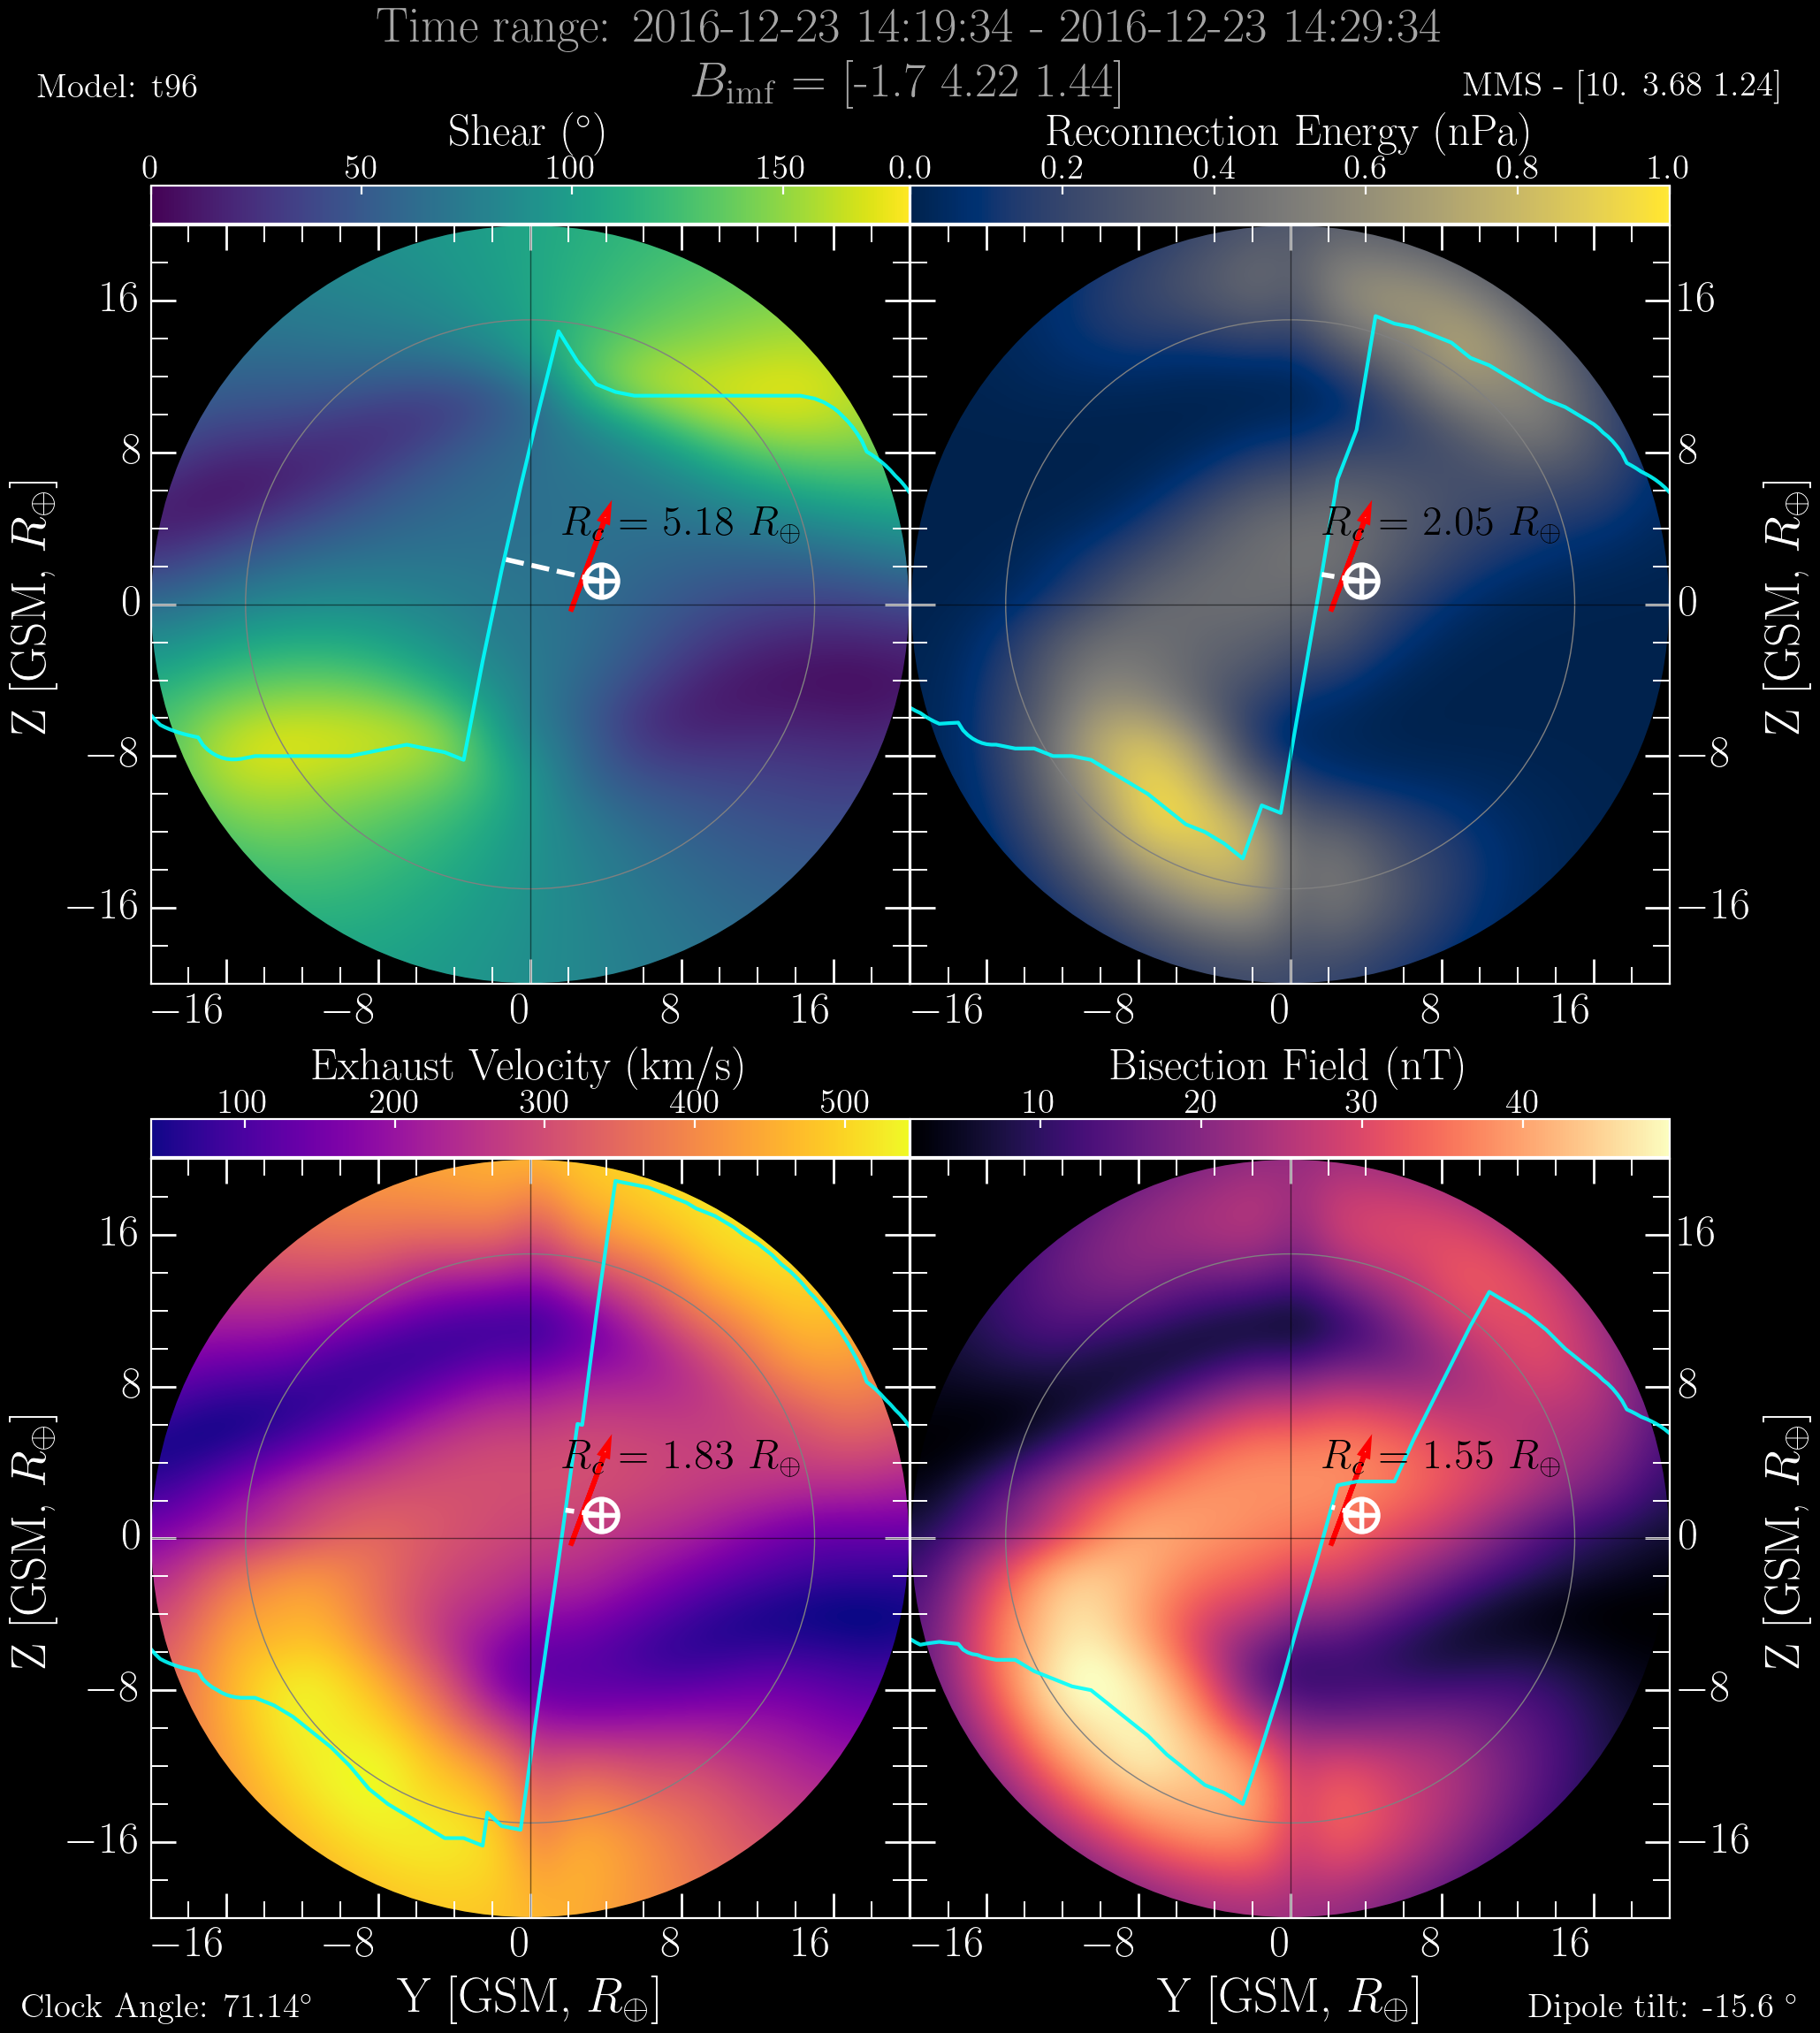 Time range: 2016-12-23 14:19:34 - 2016-12-23 14:29:34
Model: t96
B_imf = [-1.7 4.22 1.44]
MMS - [10. 3.68 1.24]
Shear (°)
Reconnection Energy (nPa)
0 50 100 150
0.0 0.2 0.4 0.6 0.8 1.0
16 8 0 −8 −16
Z [GSM, R⊕]
R_c = 5.18 R⊕
R_c = 2.05 R⊕
16 8 0 −8 −16
Z [GSM, R⊕]
−16 −8 0 8 16
−16 −8 0 8 16
Exhaust Velocity (km/s)
Bisection Field (nT)
100 200 300 400 500
10 20 30 40
16 8 0 −8 −16
Z [GSM, R⊕]
R_c = 1.83 R⊕
R_c = 1.55 R⊕
16 8 0 −8 −16
Z [GSM, R⊕]
−16 −8 0 8 16
−16 −8 0 8 16
Y [GSM, R⊕]
Y [GSM, R⊕]
Clock Angle: 71.14°
Dipole tilt: -15.6 °